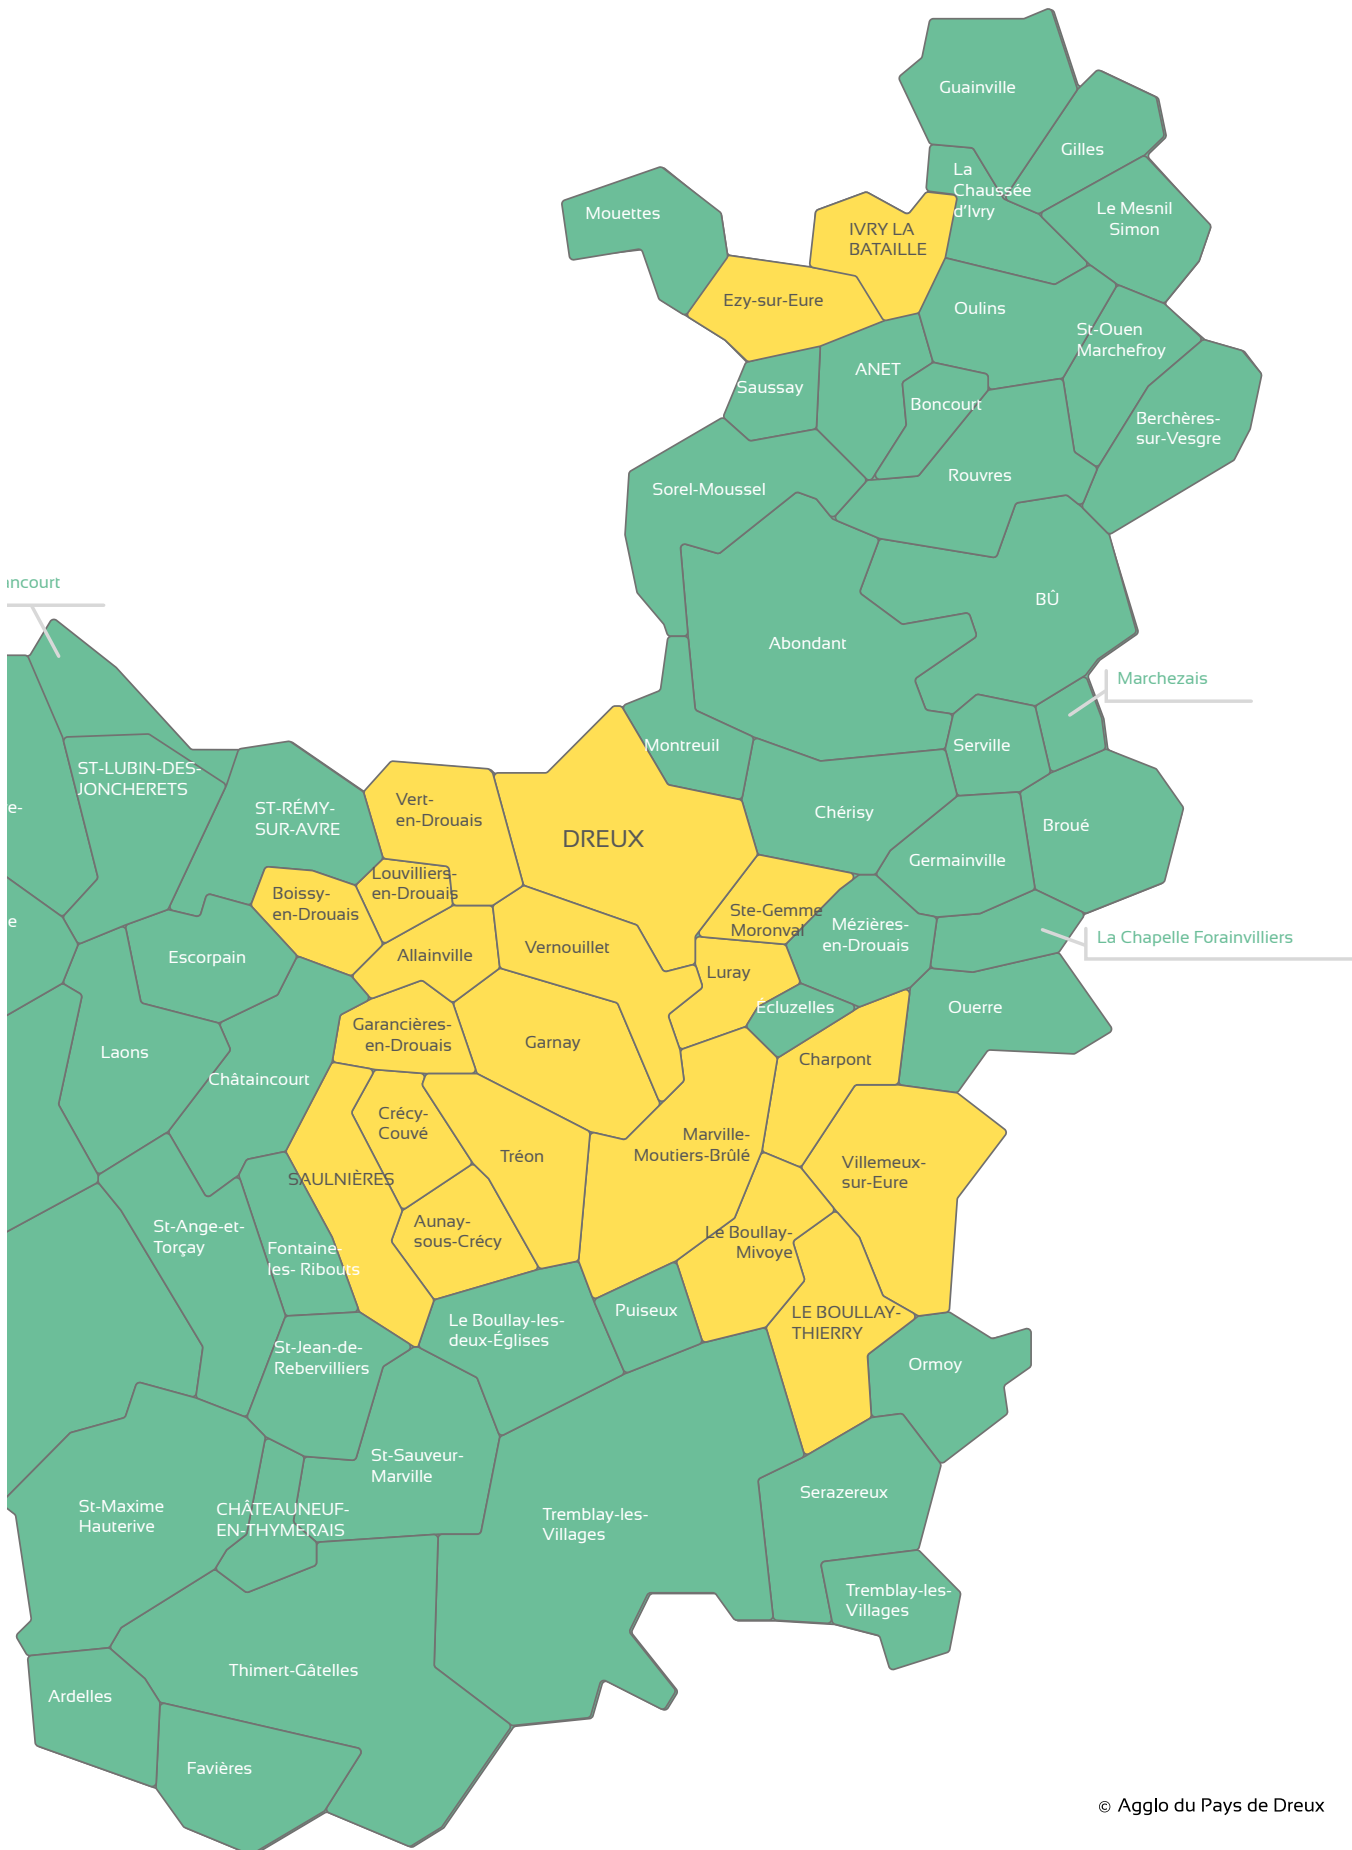 Guainville
Gilles
La
Chaussée
d'Ivry
Le Mesnil
Simon
Mouettes
IVRY LA
BATAILLE
Ezy-sur-Eure
Oulins
St-Ouen
Marchefroy
ANET
Saussay
Boncourt
Berchères-
sur-Vesgre
Rouvres
Sorel-Moussel
BÛ
Abondant
Marchezais
Montreuil
Serville
ST-LUBIN-DES-
JONCHERETS
ST-RÉMY-
SUR-AVRE
Vert-
en-Drouais
DREUX
Chérisy
Broué
Germainville
Louvilliers-
en-Drouais
Boissy-
en-Drouais
Ste-Gemme
Moronval
Mézières-
en-Drouais
La Chapelle Forainvilliers
Escorpain
Allainville
Vernouillet
Luray
Écluzelles
Ouerre
Garancières-
en-Drouais
Garnay
Charpont
Laons
Châtaincourt
Crécy-
Couvé
Tréon
Marville-
Moutiers-Brûlé
Villemeux-
sur-Eure
SAULNIÈRES
Aunay-
sous-Crécy
St-Ange-et-
Torçay
Fontaine-
les- Ribouts
Le Boullay-
Mivoye
Puiseux
LE BOULLAY-
THIERRY
Le Boullay-les-
deux-Églises
St-Jean-de-
Rebervilliers
Ormoy
St-Sauveur-
Marville
Serazereux
St-Maxime
Hauterive
CHÂTEAUNEUF-
EN-THYMERAIS
Tremblay-les-
Villages
Tremblay-les-
Villages
Thimert-Gâtelles
Ardelles
Favières
© Agglo du Pays de Dreux